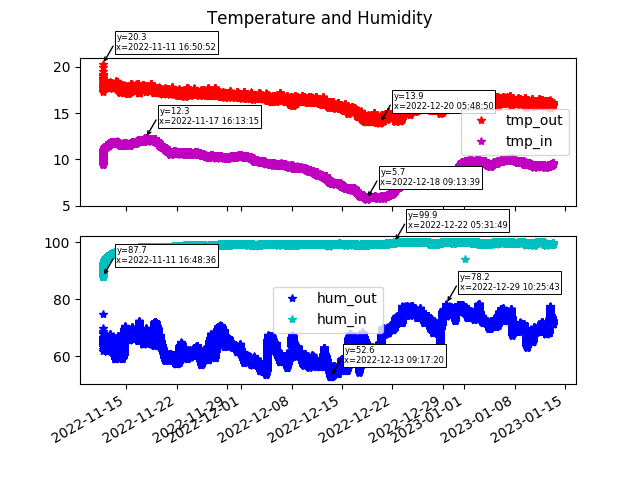 Temperature and Humidity
y=20.3
x=2022-11-11 16:50:52
20
15
10
5
y=12.3
x=2022-11-17 16:13:15
y=13.9
x=2022-12-20 05:48:50
tmp_out
tmp_in
y=5.7
x=2022-12-18 09:13:39
100
80
60
y=99.9
x=2022-12-22 05:31:49
y=87.7
x=2022-11-11 16:48:36
y=78.2
x=2022-12-29 10:25:43
hum_out
hum_in
y=52.6
x=2022-12-13 09:17:20
2022-11-15
2022-11-22
2022-11-29
2022-12-01
2022-12-08
2022-12-15
2022-12-22
2022-12-29
2023-01-01
2023-01-08
2023-01-15